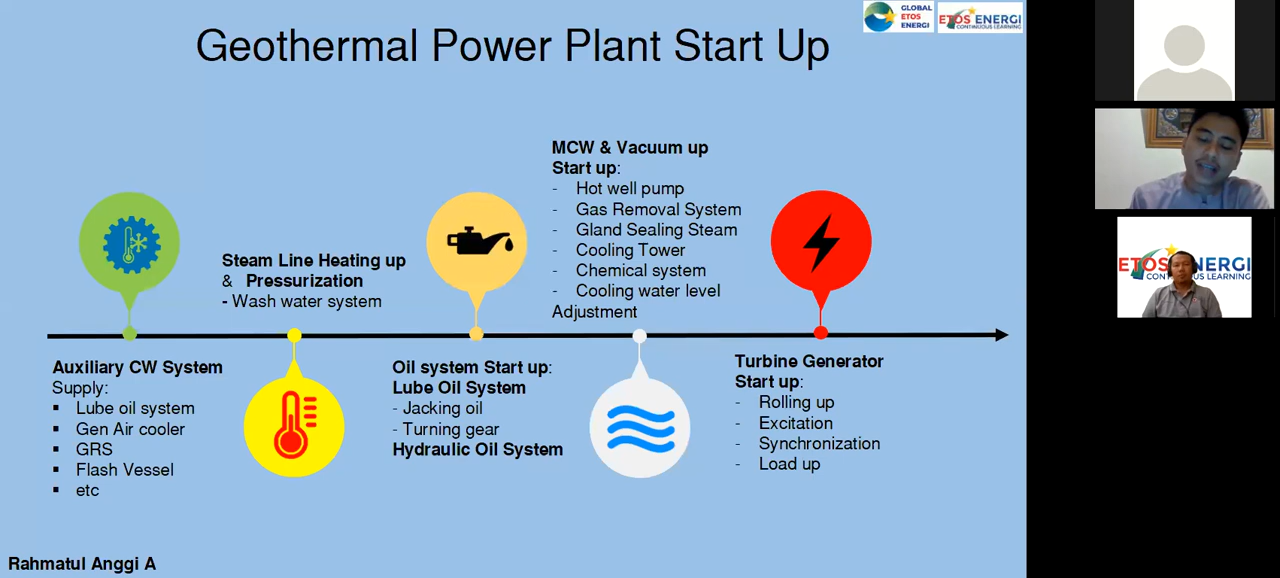 GLOBAL
ETOS
ENERGI
ETOS ENERGI
CONTINUOUS LEARNING
Geothermal Power Plant Start Up
Auxiliary CW System
Supply:
▪ Lube oil system
▪ Gen Air cooler
▪ GRS
▪ Flash Vessel
▪ etc
Steam Line Heating up
& Pressurization
- Wash water system
Oil system Start up:
Lube Oil System
- Jacking oil
- Turning gear
Hydraulic Oil System
MCW & Vacuum up
Start up:
- Hot well pump
- Gas Removal System
- Gland Sealing Steam
- Cooling Tower
- Chemical system
- Cooling water level
Adjustment
Turbine Generator
Start up:
- Rolling up
- Excitation
- Synchronization
- Load up
Rahmatul Anggi A